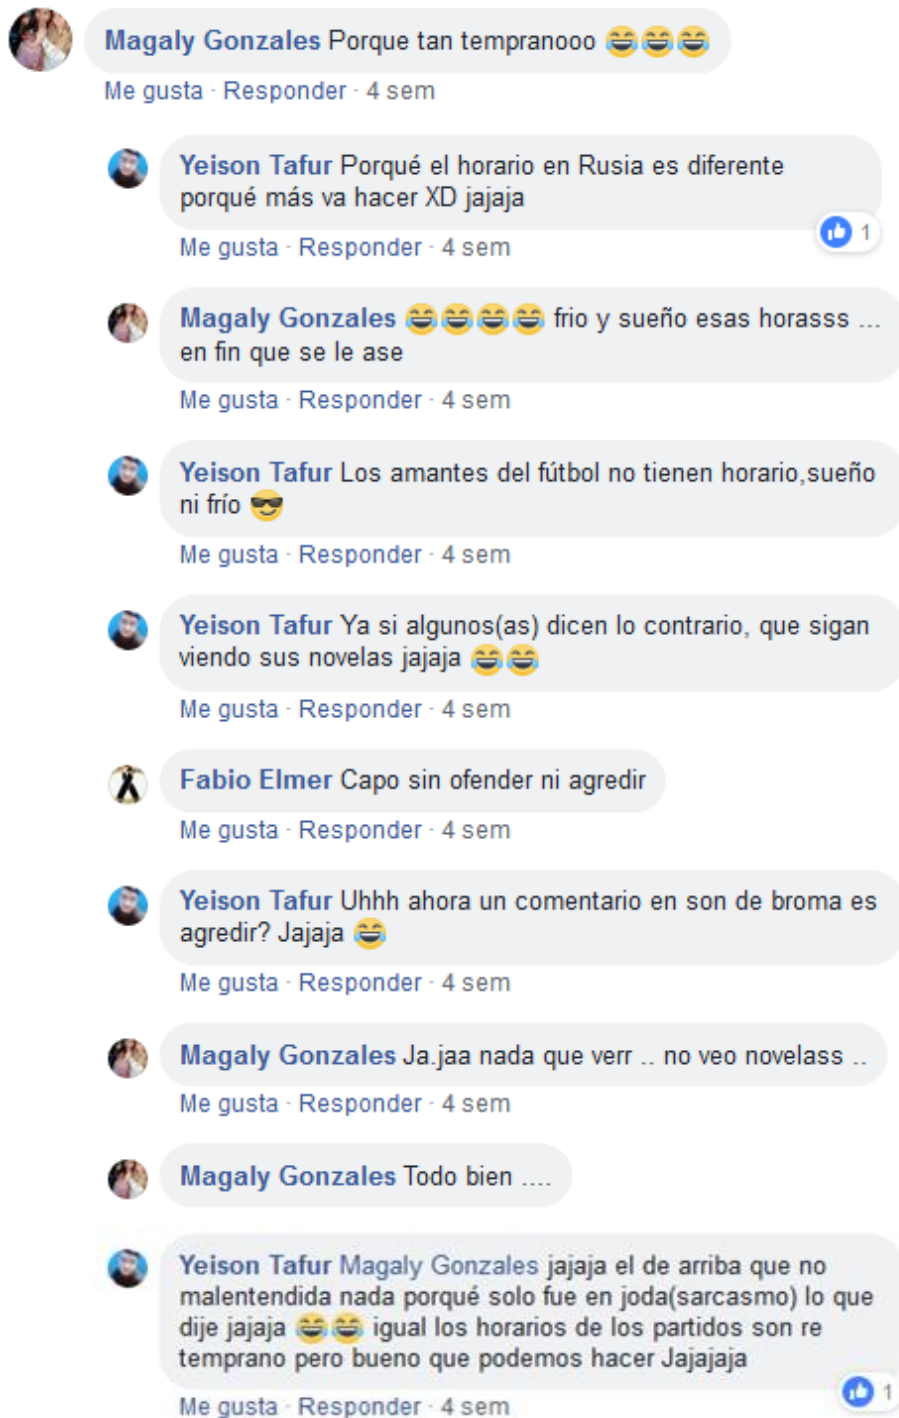 Magaly Gonzales Porque tan tempranooo 😂😂😂
Me gusta · Responder · 4 sem
Yeison Tafur Porqué el horario en Rusia es diferente
porqué más va hacer XD jajaja
1
Me gusta · Responder · 4 sem
Magaly Gonzales 😂😂😂😂 frio y sueño esas horasss ...
en fin que se le ase
Me gusta · Responder · 4 sem
Yeison Tafur Los amantes del fútbol no tienen horario,sueño
ni frío 😎
Me gusta · Responder · 4 sem
Yeison Tafur Ya si algunos(as) dicen lo contrario, que sigan
viendo sus novelas jajaja 😂😂
Me gusta · Responder · 4 sem
Fabio Elmer Capo sin ofender ni agredir
Me gusta · Responder · 4 sem
Yeison Tafur Uhhh ahora un comentario en son de broma es
agredir? Jajaja 😂
Me gusta · Responder · 4 sem
Magaly Gonzales Ja.jaa nada que verr .. no veo novelass ..
Me gusta · Responder · 4 sem
Magaly Gonzales Todo bien ....
Yeison Tafur Magaly Gonzales jajaja el de arriba que no
malentendida nada porqué solo fue en joda(sarcasmo) lo que
dije jajaja 😂😂 igual los horarios de los partidos son re
temprano pero bueno que podemos hacer Jajajaja
1
Me gusta · Responder · 4 sem